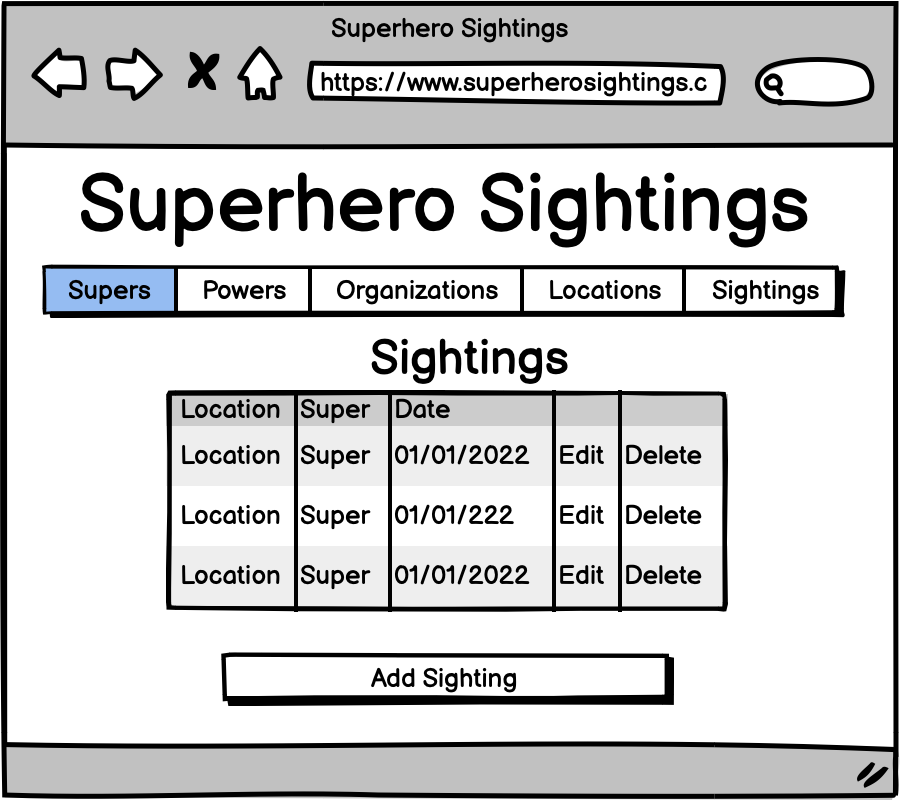 Superhero Sightings
https://www.superherosightings.c
Superhero Sightings
Supers Powers Organizations Locations Sightings
Sightings
Location Super Date
Location Super 01/01/2022 Edit Delete
Location Super 01/01/222 Edit Delete
Location Super 01/01/2022 Edit Delete
Add Sighting